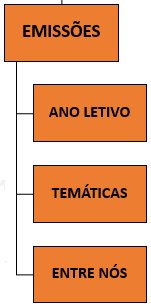 EMISSÕES
ANO LETIVO
TEMÁTICAS
ENTRE NÓS